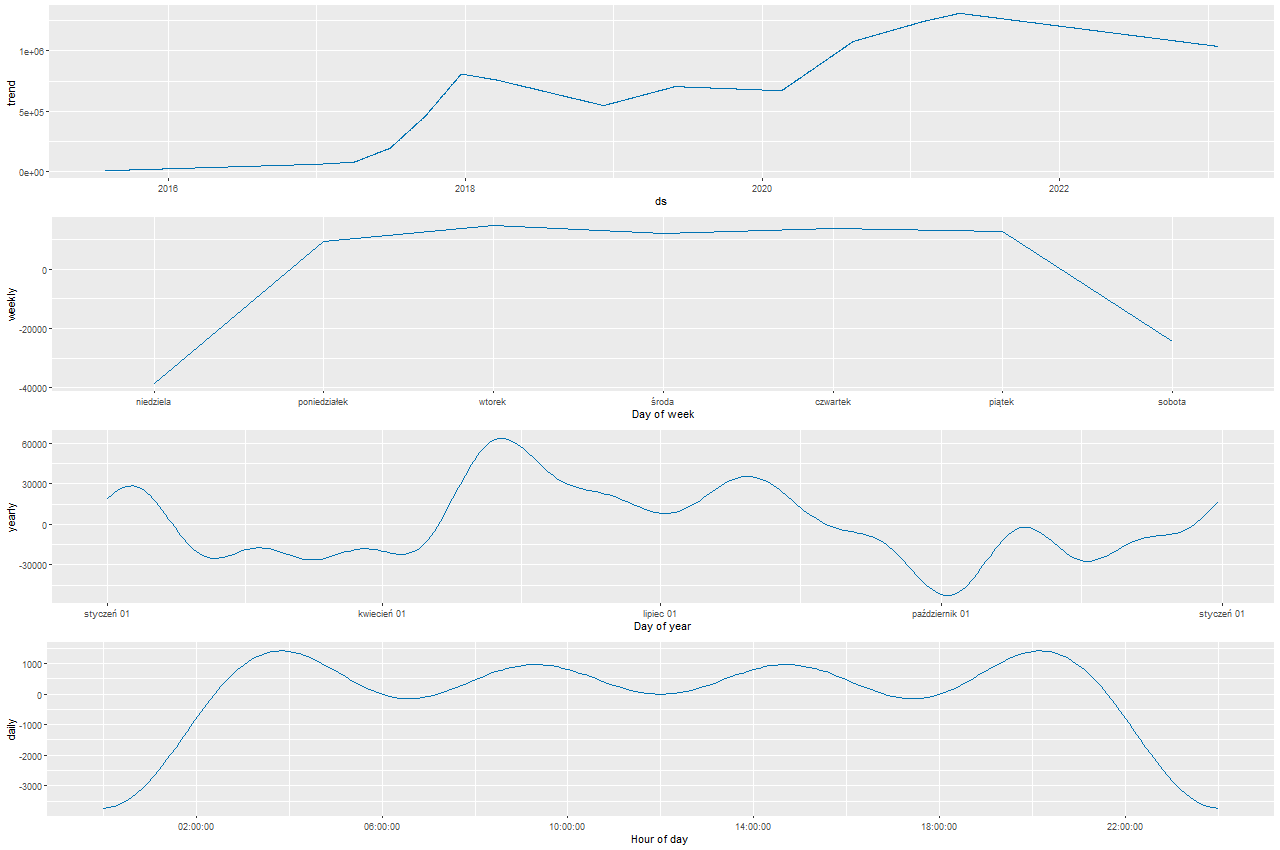 trend
1e+06
5e+05
0e+00
2016 2018 2020 2022
ds
weekly
0
-20000
-40000
niedziela poniedziałek wtorek środa czwartek piątek sobota
Day of week
yearly
60000
30000
0
-30000
styczeń 01 kwiecień 01 lipiec 01 październik 01 styczeń 01
Day of year
daily
1000
0
-1000
-2000
-3000
02:00:00 06:00:00 10:00:00 14:00:00 18:00:00 22:00:00
Hour of day